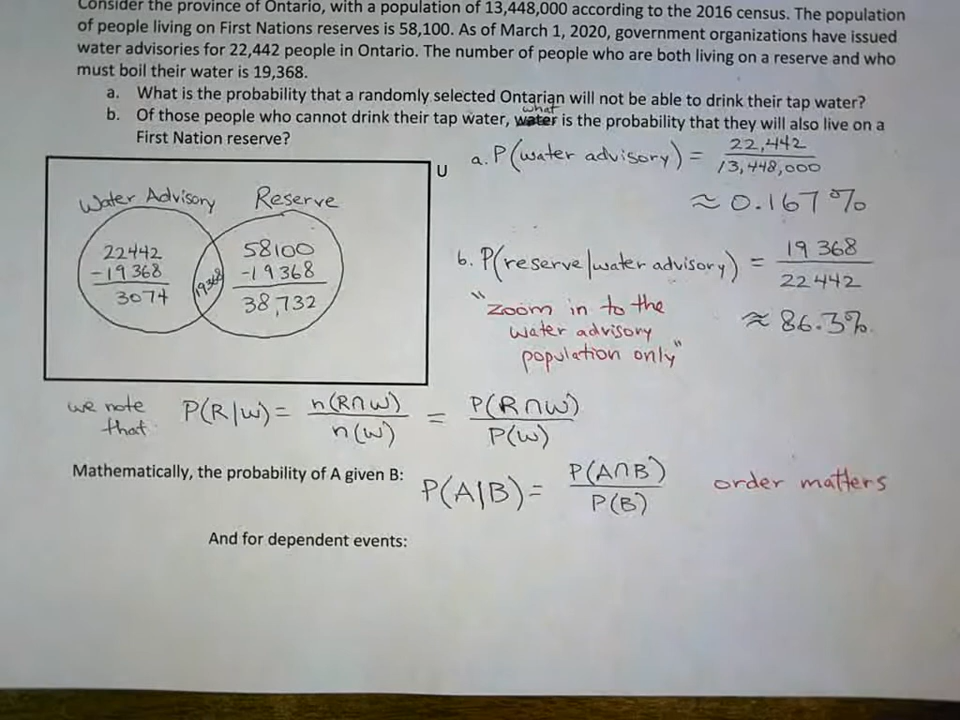 Consider the province of Ontario, with a population of 13,448,000 according to the 2016 census. The population
of people living on First Nations reserves is 58,100. As of March 1, 2020, government organizations have issued
water advisories for 22,442 people in Ontario. The number of people who are both living on a reserve and who
must boil their water is 19,368.
a. What is the probability that a randomly selected Ontarian will not be able to drink their tap water?
what
b. Of those people who cannot drink their tap water, water is the probability that they will also live on a
First Nation reserve?
U
Water Advisory
Reserve
22442
-19368
3074
19368
58100
-19368
38,732
a. P(water advisory) = 22,442 / 13,448,000
≈ 0.167%
b. P(reserve|water advisory) = 19 368 / 22 442
≈ 86.3%
"zoom in to the
water advisory
population only"
we note
that
P(R|W) = n(R∩W) / n(W) = P(R∩W) / P(W)
Mathematically, the probability of A given B:
P(A|B) = P(A∩B) / P(B)
order matters
And for dependent events: